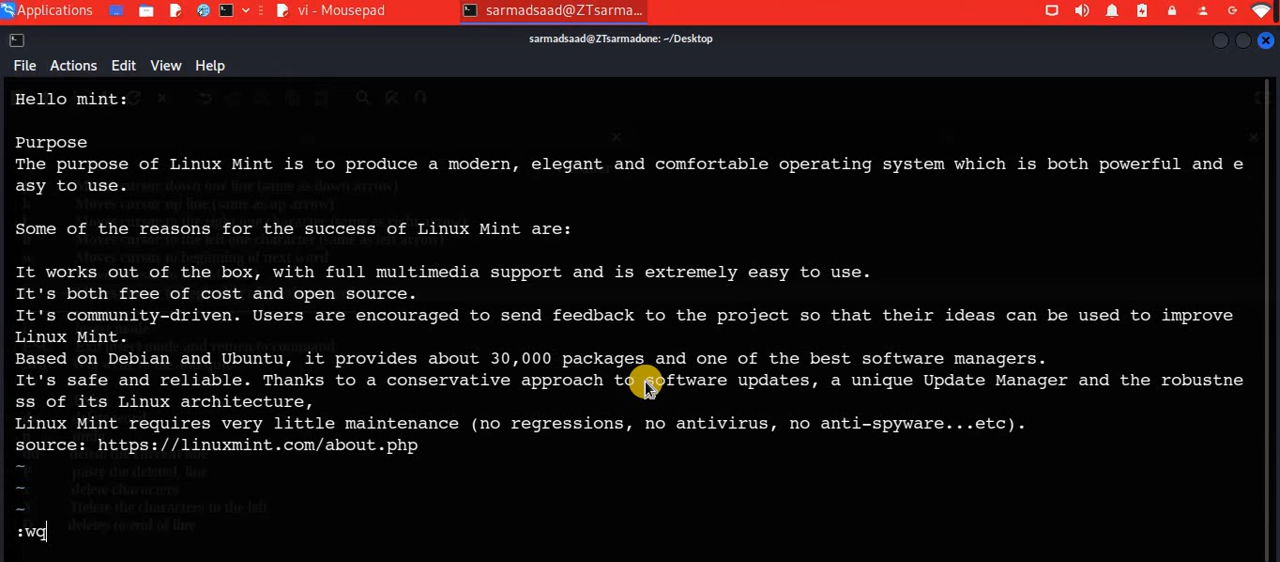 Applications
vi - Mousepad
sarmadsaad@ZTsarma...
sarmadsaad@ZTsarmadone: ~/Desktop
File Actions Edit View Help
Hello mint:
Purpose
The purpose of Linux Mint is to produce a modern, elegant and comfortable operating system which is both powerful and e
asy to use.
Some of the reasons for the success of Linux Mint are:
It works out of the box, with full multimedia support and is extremely easy to use.
It's both free of cost and open source.
It's community-driven. Users are encouraged to send feedback to the project so that their ideas can be used to improve
Linux Mint.
Based on Debian and Ubuntu, it provides about 30,000 packages and one of the best software managers.
It's safe and reliable. Thanks to a conservative approach to software updates, a unique Update Manager and the robustne
ss of its Linux architecture,
Linux Mint requires very little maintenance (no regressions, no antivirus, no anti-spyware...etc).
source: https://linuxmint.com/about.php
~
~
~
:wq